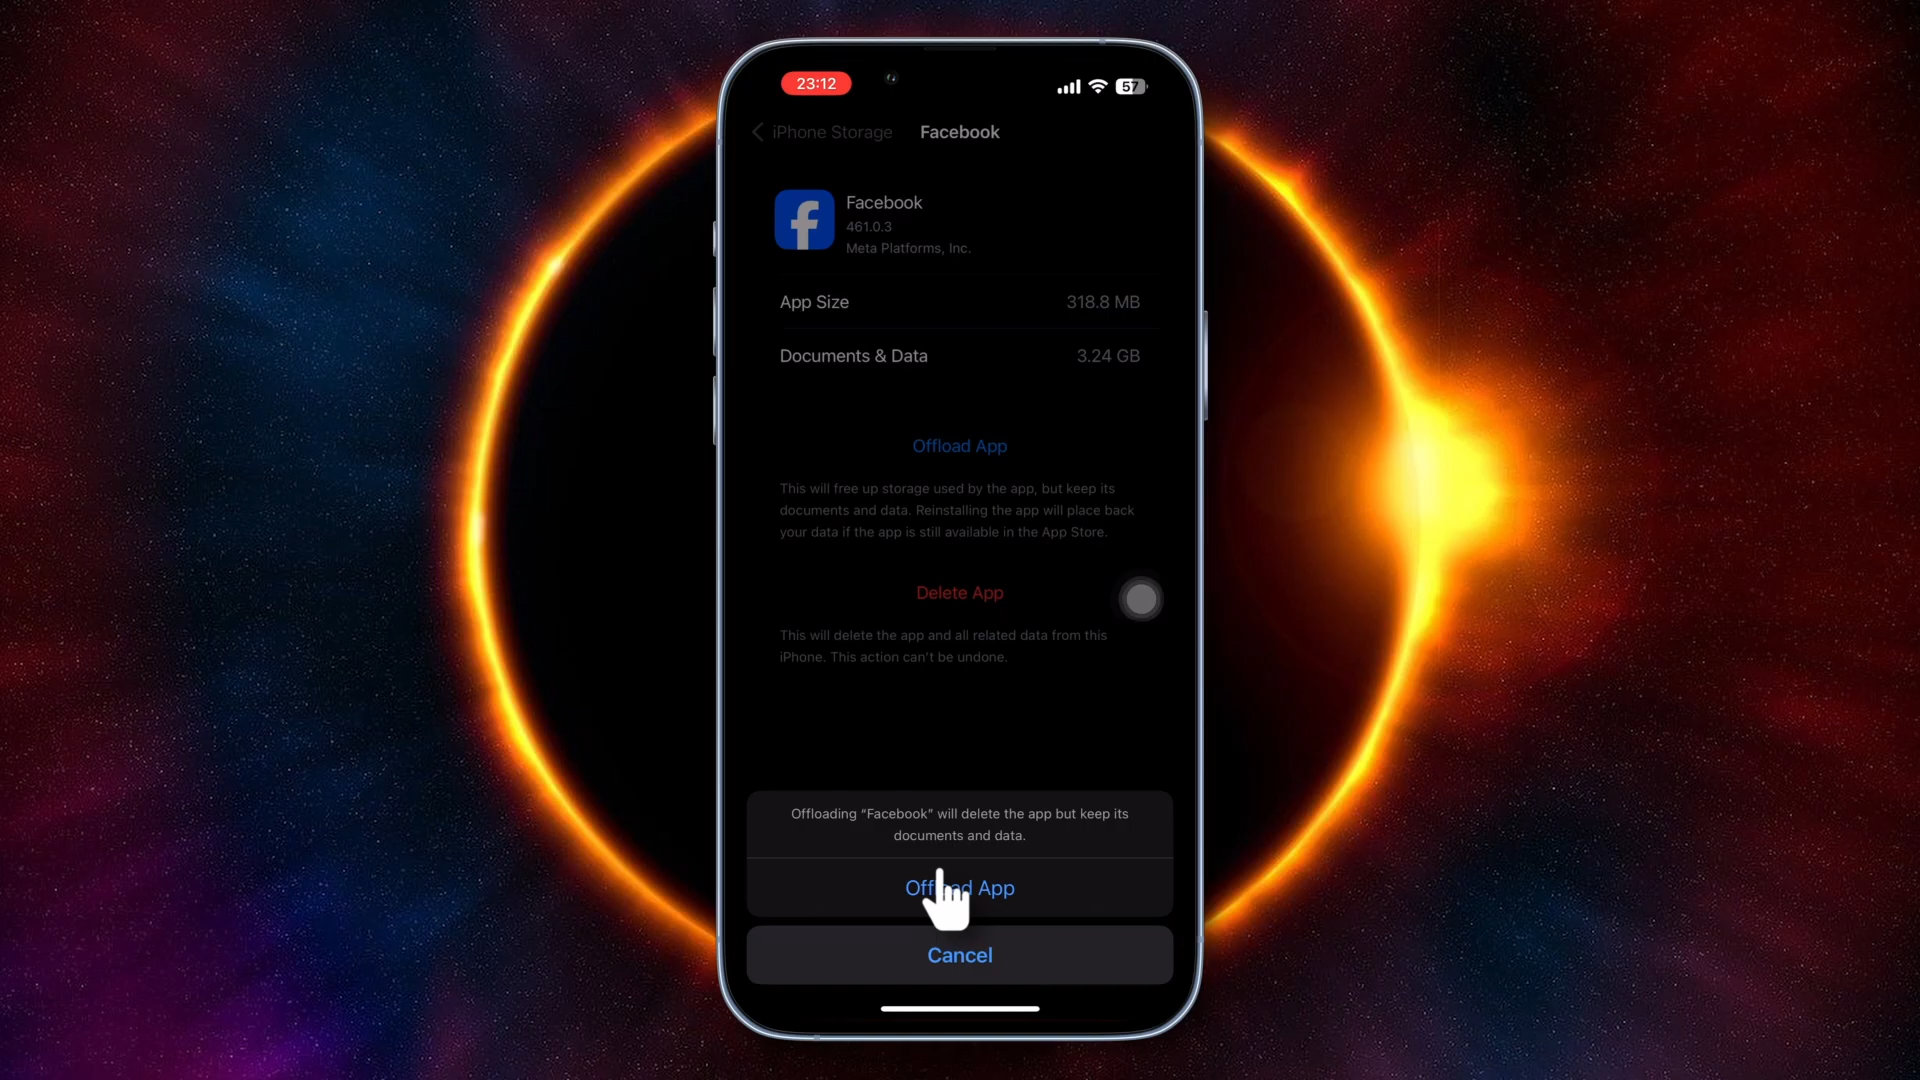 23:12
57
iPhone Storage
Facebook
Facebook
461.0.3
Meta Platforms, Inc.
App Size
318.8 MB
Documents & Data
3.24 GB
Offload App
This will free up storage used by the app, but keep its
documents and data. Reinstalling the app will place back
your data if the app is still available in the App Store.
Delete App
This will delete the app and all related data from this
iPhone. This action can't be undone.
Offloading “Facebook” will delete the app but keep its
documents and data.
Offload App
Cancel